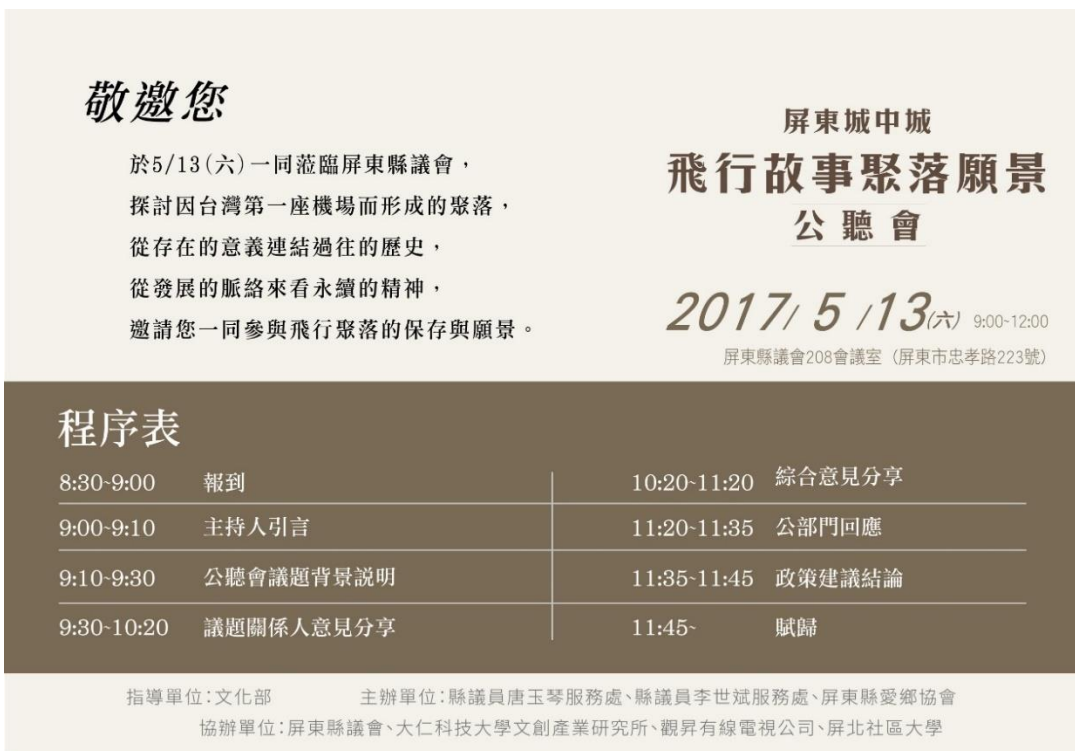 敬邀您
於5/13(六)一同蒞臨屏東縣議會，
探討因台灣第一座機場而形成的聚落，
從存在的意義連結過往的歷史，
從發展的脈絡來看永續的精神，
邀請您一同參與飛行聚落的保存與願景。
屏東城中城
飛行故事聚落願景
公聽會
2017/ 5 /13(六) 9:00~12:00
屏東縣議會208會議室（屏東市忠孝路223號）
程序表
8:30~9:00 報到
9:00~9:10 主持人引言
9:10~9:30 公聽會議題背景說明
9:30~10:20 議題關係人意見分享
10:20~11:20 綜合意見分享
11:20~11:35 公部門回應
11:35~11:45 政策建議結論
11:45~ 賦歸
指導單位：文化部 主辦單位：縣議員唐玉琴服務處、縣議員李世斌服務處、屏東縣愛鄉協會
協辦單位：屏東縣議會、大仁科技大學文創產業研究所、觀昇有線電視公司、屏北社區大學